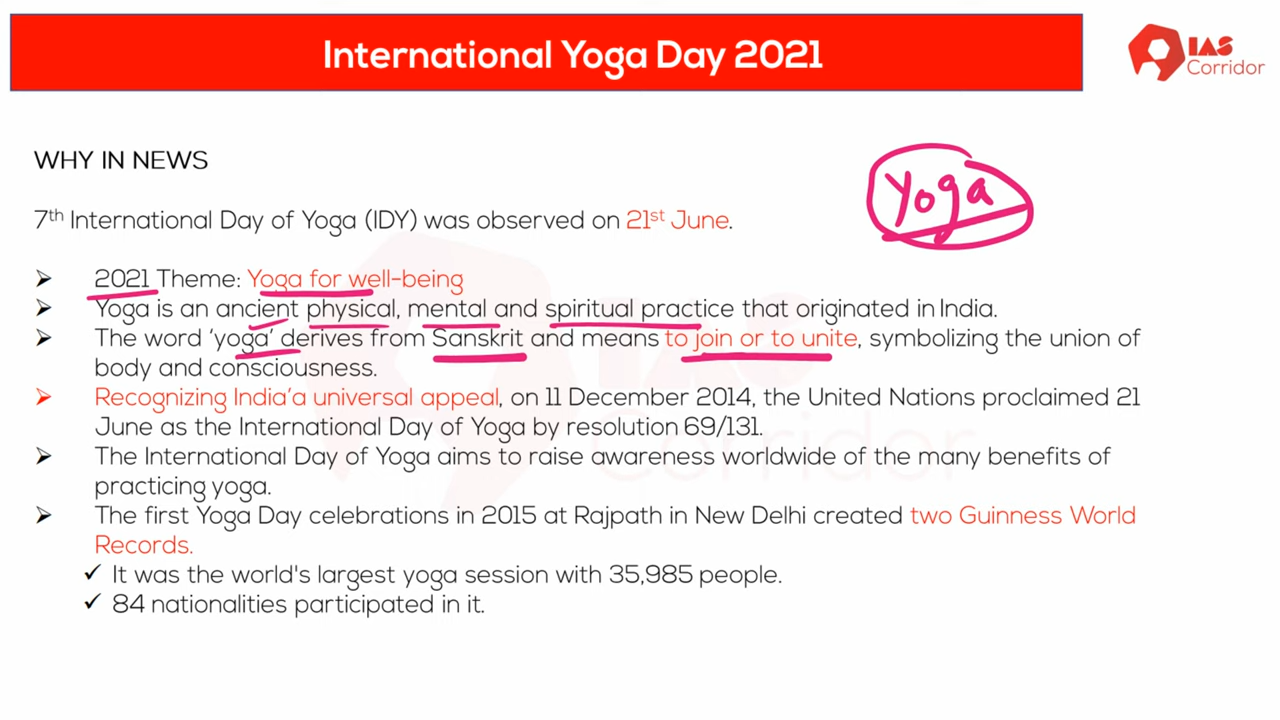 International Yoga Day 2021
IAS
Corridor
WHY IN NEWS
Yoga
7th International Day of Yoga (IDY) was observed on 21st June.
2021 Theme: Yoga for well-being
Yoga is an ancient physical, mental and spiritual practice that originated in India.
The word ‘yoga’ derives from Sanskrit and means to join or to unite, symbolizing the union of
body and consciousness.
Recognizing India’a universal appeal, on 11 December 2014, the United Nations proclaimed 21
June as the International Day of Yoga by resolution 69/131.
The International Day of Yoga aims to raise awareness worldwide of the many benefits of
practicing yoga.
The first Yoga Day celebrations in 2015 at Rajpath in New Delhi created two Guinness World
Records.
It was the world's largest yoga session with 35,985 people.
84 nationalities participated in it.
IAS
Corridor